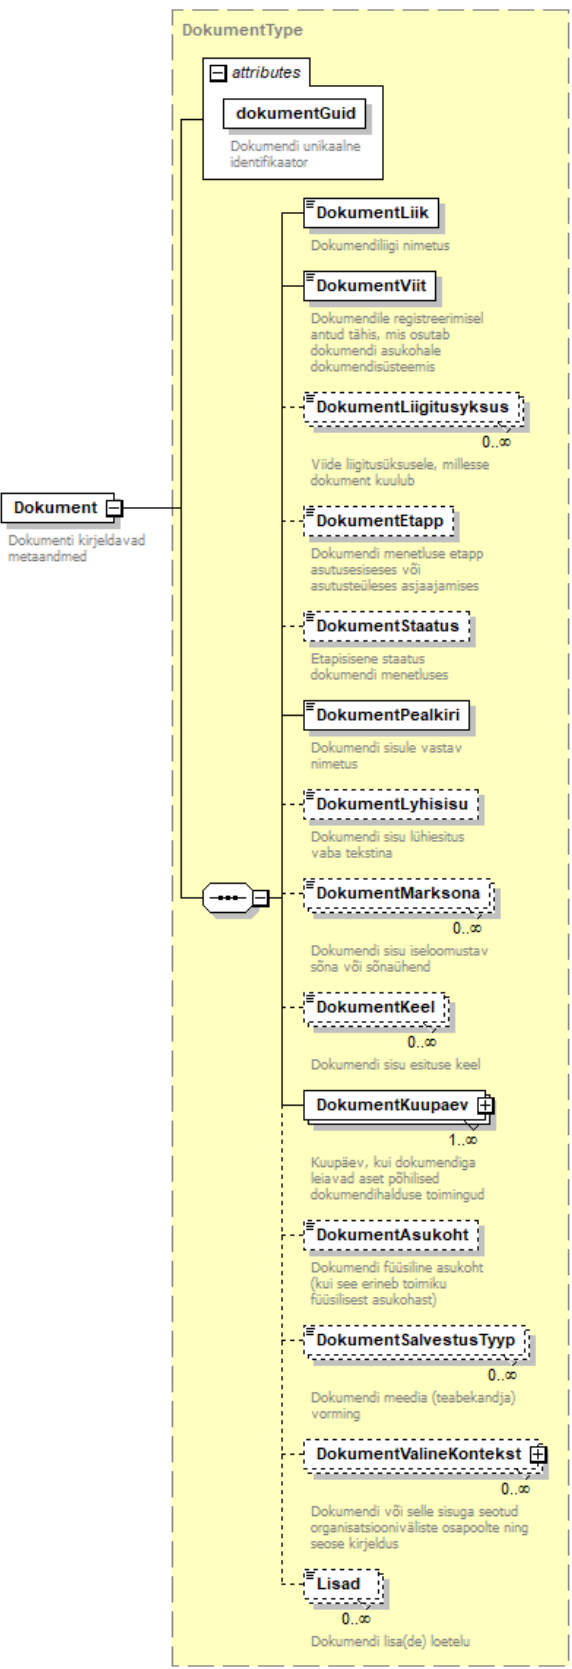 DokumentType
attributes
dokumentGuid
Dokumendi unikaalne
identifikaator
DokumentLiik
Dokumendiliigi nimetus
DokumentViit
Dokumendile registreerimisel
antud tähis, mis osutab
dokumendi asukohale
dokumendisüsteemis
DokumentLiigitusyksus
0..∞
Viide liigitusüksusele, millesse
dokument kuulub
Dokument
Dokumenti kirjeldavad
metaandmed
DokumentEtapp
Dokumendi menetluse etapp
asutusesiseses või
asutusteüleses asjaajamises
DokumentStaatus
Etapisisene staatus
dokumendi menetluses
DokumentPealkiri
Dokumendi sisule vastav
nimetus
DokumentLyhisisu
Dokumendi sisu lühiesitus
vaba tekstina
DokumentMarksona
0..∞
Dokumendi sisu iseloomustav
sõna või sõnaühend
DokumentKeel
0..∞
Dokumendi sisu esituse keel
DokumentKuupaev
1..∞
Kuupäev, kui dokumendiga
leiavad aset põhilised
dokumendihalduse toimingud
DokumentAsukoht
Dokumendi füüsiline asukoht
(kui see erineb toimiku
füüsilisest asukohast)
DokumentSalvestusTyyp
0..∞
Dokumendi meedia (teabekandja)
vorming
DokumentValineKontekst
0..∞
Dokumendi või selle sisuga seotud
organisatsiooniväliste osapoolte ning
seose kirjeldus
Lisad
0..∞
Dokumendi lisa(de) loetelu